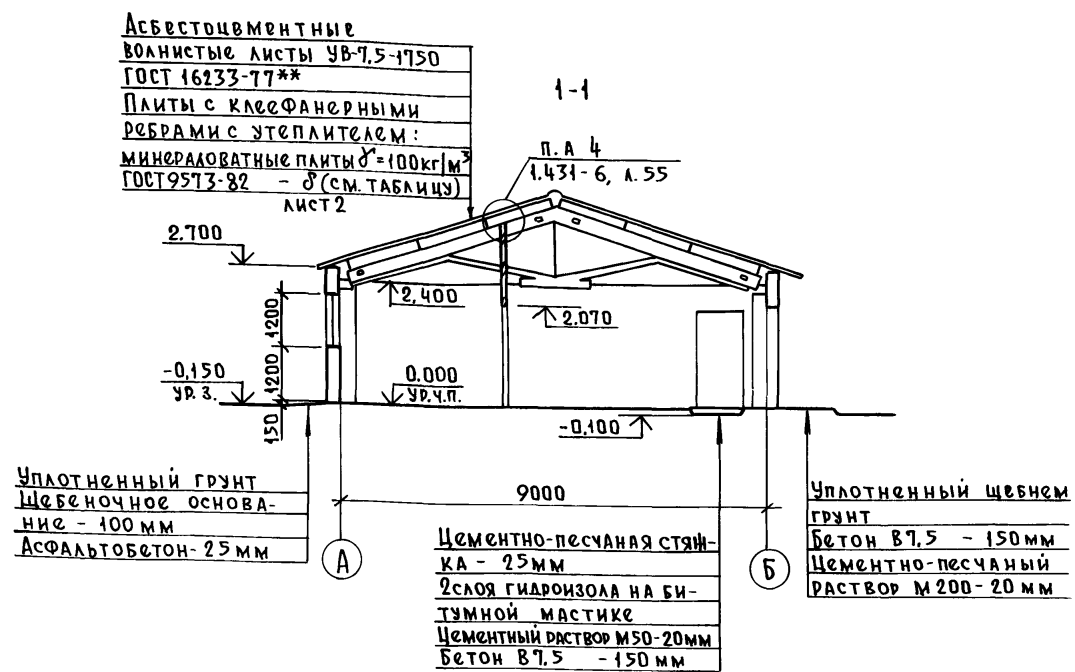 Асбестоцементные
волнистые листы УВ-7,5-1750
ГОСТ 16233-77**
Плиты с клеефанерными
ребрами с утеплителем:
минераловатные плиты γ=100кг/м³
ГОСТ 9573-82 - δ (см. таблицу)
лист 2
1-1
п. А 4
1.431-6, л. 55
2.700
2,400
2.070
1200
1200
150
-0,150
ур. з.
0.000
ур.ч.п.
-0,100
9000
Уплотненный грунт
Щебеночное основа-
ние - 100 мм
Асфальтобетон - 25 мм
А
Цементно-песчаная стяж-
ка - 25мм
2слоя гидроизола на би-
тумной мастике
Цементный раствор М50-20мм
Бетон В7.5 - 150 мм
Б
Уплотненный щебнем
грунт
Бетон В7,5 - 150мм
Цементно-песчаный
раствор М 200 - 20 мм